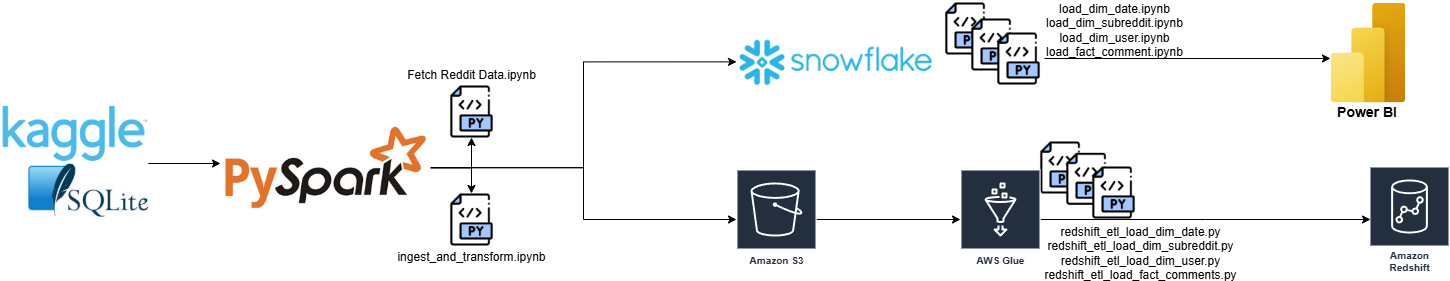 kaggle
SQLite
PySpark
Fetch Reddit Data.ipynb
</>
PY
</>
PY
ingest_and_transform.ipynb
snowflake
</>
</>
</>
PY
load_dim_date.ipynb
load_dim_subreddit.ipynb
load_dim_user.ipynb
load_fact_comment.ipynb
Power BI
Amazon S3
AWS Glue
</>
</>
</>
PY
redshift_etl_load_dim_date.py
redshift_etl_load_dim_subreddit.py
redshift_etl_load_dim_user.py
redshift_etl_load_fact_comments.py
Amazon
Redshift